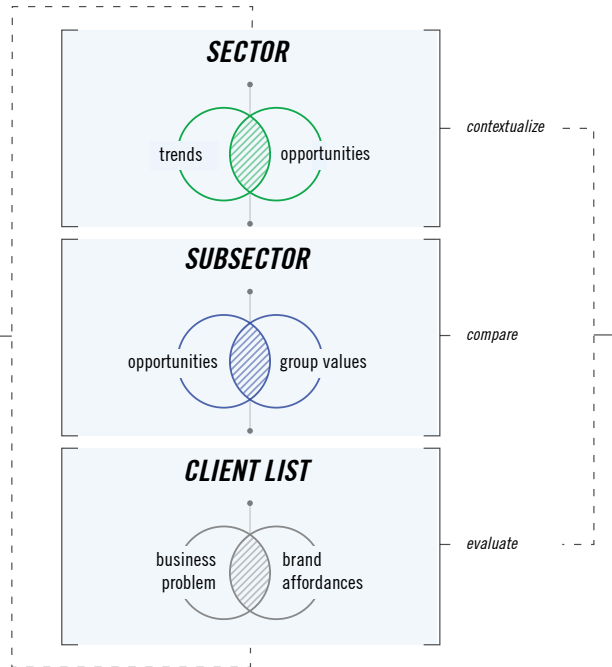 SECTOR
contextualize
trends
opportunities
SUBSECTOR
compare
opportunities
group values
CLIENT LIST
evaluate
business
problem
brand
affordances